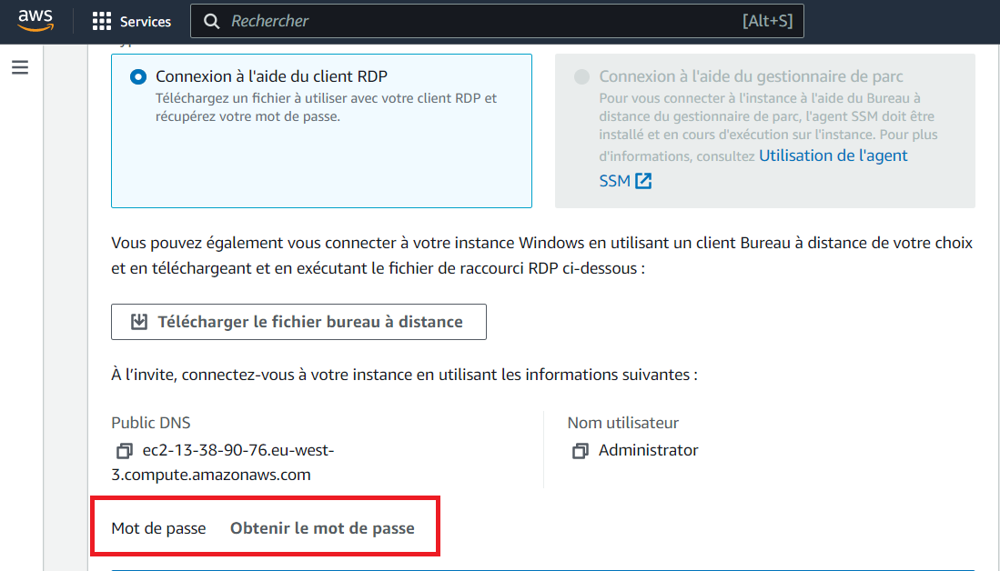 aws Services Rechercher [Alt+S]
Connexion à l'aide du client RDP
Téléchargez un fichier à utiliser avec votre client RDP et
récupérez votre mot de passe.
Connexion à l'aide du gestionnaire de parc
Pour vous connecter à l'instance à l'aide du Bureau à
distance du gestionnaire de parc, l'agent SSM doit être
installé et en cours d'exécution sur l'instance. Pour plus
d'informations, consultez Utilisation de l'agent
SSM
Vous pouvez également vous connecter à votre instance Windows en utilisant un client Bureau à distance de votre choix
et en téléchargeant et en exécutant le fichier de raccourci RDP ci-dessous :
Télécharger le fichier bureau à distance
À l’invite, connectez-vous à votre instance en utilisant les informations suivantes :
Public DNS
ec2-13-38-90-76.eu-west-
3.compute.amazonaws.com
Nom utilisateur
Administrator
Mot de passe Obtenir le mot de passe